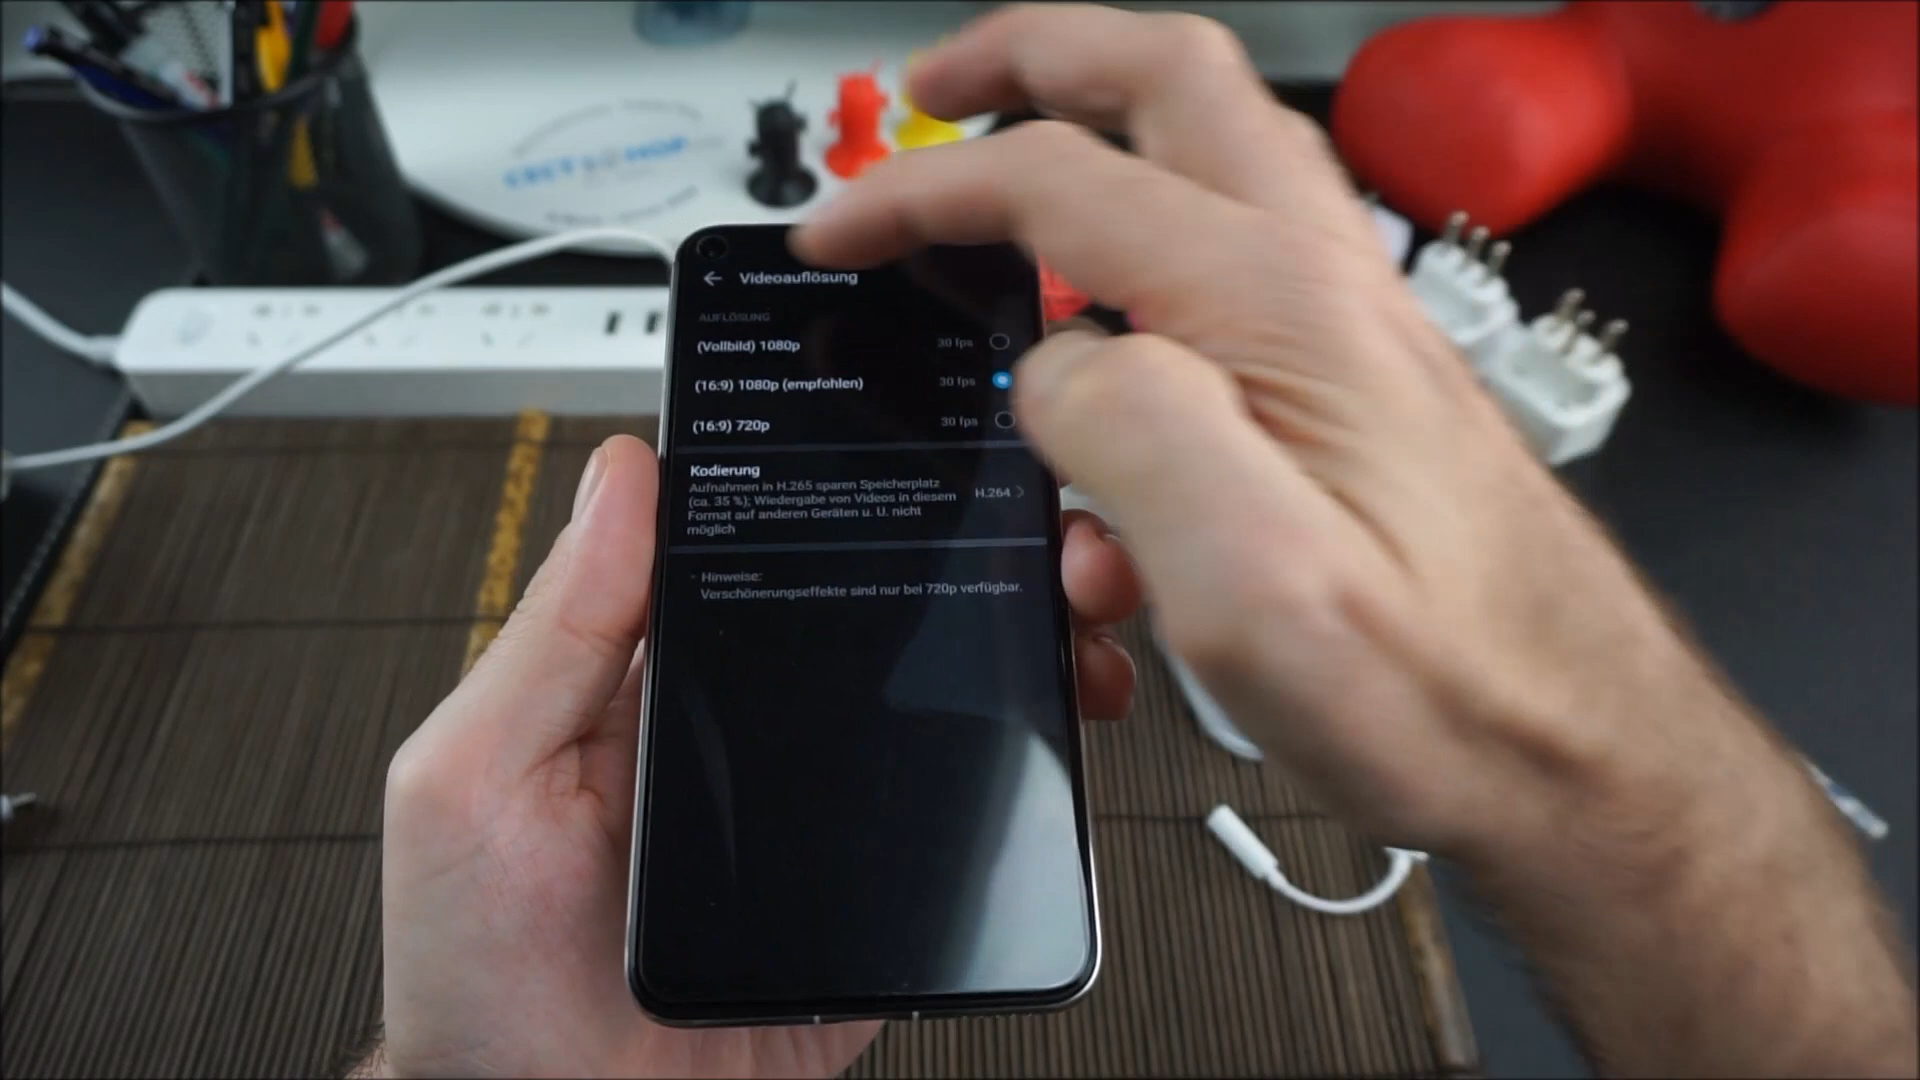 Videoauflösung
AUFLÖSUNG
(Vollbild) 1080p 30 fps
(16:9) 1080p (empfohlen) 30 fps
(16:9) 720p 30 fps
Kodierung
Aufnahmen in H.265 sparen Speicherplatz
(ca. 35 %); Wiedergabe von Videos in diesem
Format auf anderen Geräten u. U. nicht
möglich
H.264
Hinweise:
Verschönerungseffekte sind nur bei 720p verfügbar.